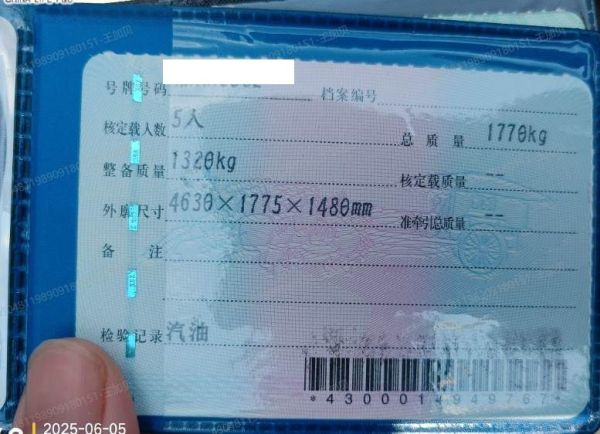 号牌号码
档案编号
核定载人数 5人
总质量 1770kg
整备质量 1320kg
核定载质量 --
外廓尺寸 4630×1775×1480mm
准牵引总质量 --
备注
检验记录 汽油
*4300014949767*
2025-06-05